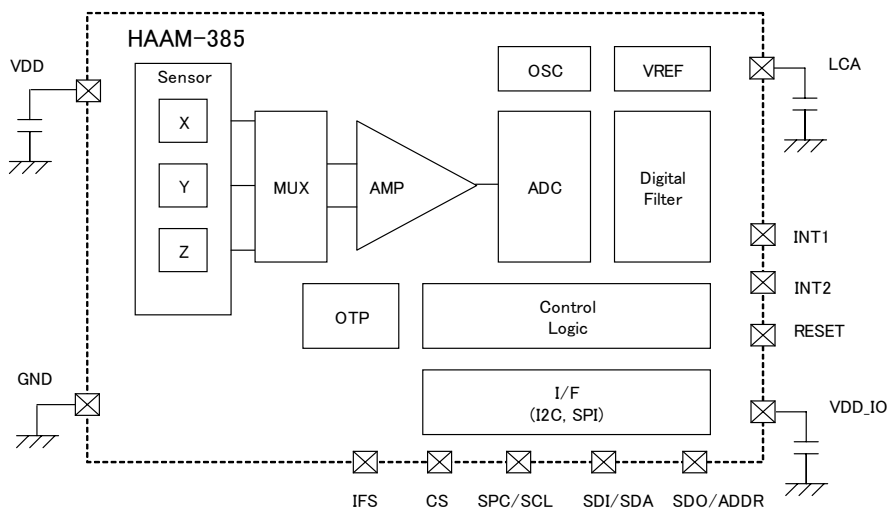 HAAM-385
VDD
Sensor
X
Y
Z
MUX
AMP
OSC
VREF
ADC
Digital
Filter
OTP
Control
Logic
I/F
(I2C, SPI)
LCA
INT1
INT2
RESET
VDD_IO
GND
IFS
CS
SPC/SCL
SDI/SDA
SDO/ADDR